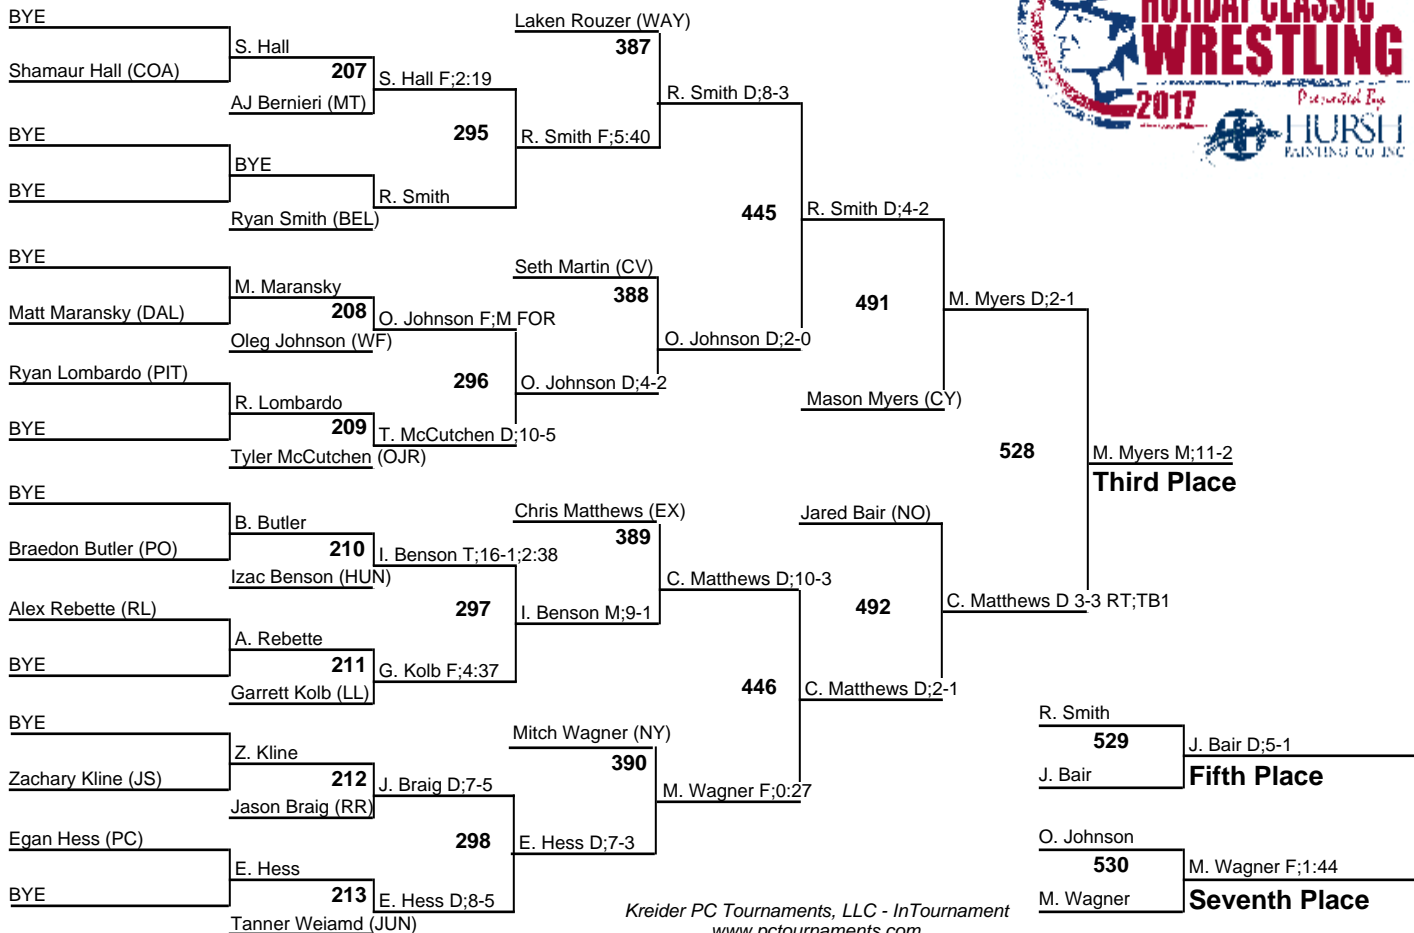 HOLIDAY CLASSIC
WRESTLING
2017
Presented By
HURSH
PAINTING CO INC
BYE
Shamaur Hall (COA)
S. Hall
207
AJ Bernieri (MT)
S. Hall F;2:19
BYE
BYE
BYE
Ryan Smith (BEL)
R. Smith
295
R. Smith F;5:40
Laken Rouzer (WAY)
387
R. Smith D;8-3
BYE
Matt Maransky (DAL)
M. Maransky
208
Oleg Johnson (WF)
O. Johnson F;M FOR
Ryan Lombardo (PIT)
BYE
R. Lombardo
209
Tyler McCutchen (OJR)
T. McCutchen D;10-5
296
O. Johnson D;4-2
Seth Martin (CV)
388
O. Johnson D;2-0
445
R. Smith D;4-2
491
Mason Myers (CY)
M. Myers D;2-1
BYE
Braedon Butler (PO)
B. Butler
210
Izac Benson (HUN)
I. Benson T;16-1;2:38
Alex Rebette (RL)
BYE
A. Rebette
211
Garrett Kolb (LL)
G. Kolb F;4:37
297
I. Benson M;9-1
Chris Matthews (EX)
389
C. Matthews D;10-3
BYE
Zachary Kline (JS)
Z. Kline
212
Jason Braig (RR)
J. Braig D;7-5
Egan Hess (PC)
BYE
E. Hess
213
Tanner Weiamd (JUN)
E. Hess D;8-5
298
E. Hess D;7-3
Mitch Wagner (NY)
390
M. Wagner F;0:27
446
C. Matthews D;2-1
Jared Bair (NO)
492
C. Matthews D 3-3 RT;TB1
528
M. Myers M;11-2
Third Place
R. Smith
529
J. Bair
J. Bair D;5-1
Fifth Place
O. Johnson
530
M. Wagner
M. Wagner F;1:44
Seventh Place
Kreider PC Tournaments, LLC - InTournament
www.pctournaments.com